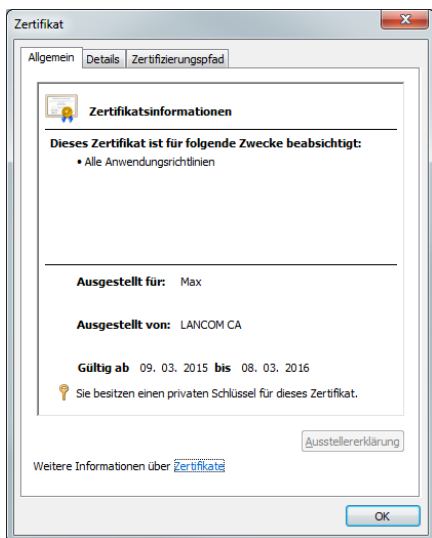 Zertifikat
Allgemein Details Zertifizierungspfad
Zertifikatsinformationen
Dieses Zertifikat ist für folgende Zwecke beabsichtigt:
• Alle Anwendungsrichtlinien
Ausgestellt für: Max
Ausgestellt von: LANCOM CA
Gültig ab 09. 03. 2015 bis 08. 03. 2016
Sie besitzen einen privaten Schlüssel für dieses Zertifikat.
Ausstellererklärung
Weitere Informationen über Zertifikate
OK